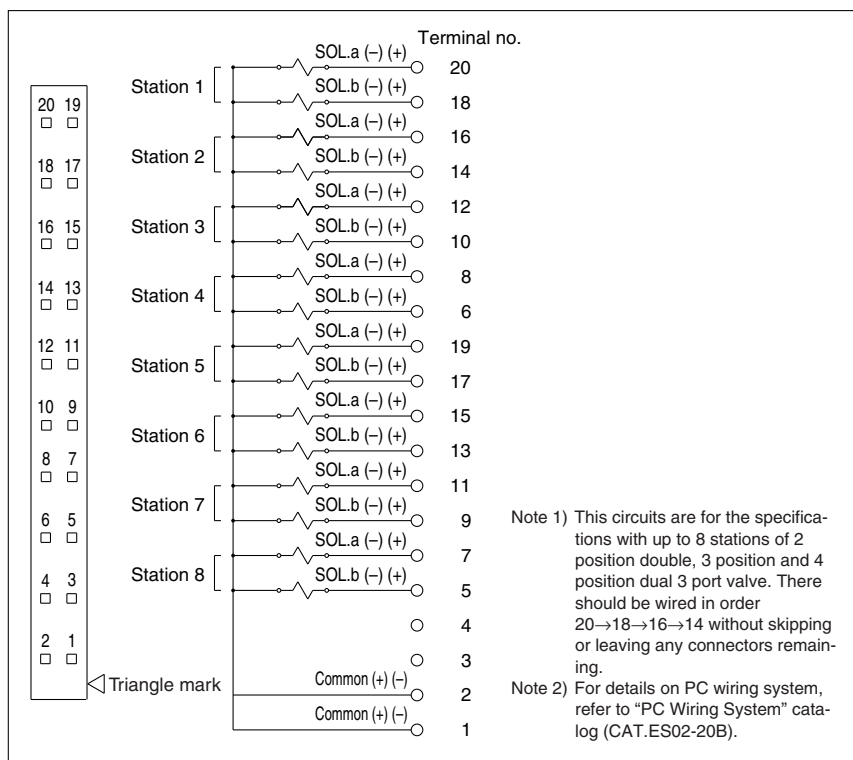 Terminal no.
20 19
18 17
16 15
14 13
12 11
10 9
8 7
6 5
4 3
2 1
Triangle mark
Station 1
SOL.a (–) (+) 20
SOL.b (–) (+) 18
Station 2
SOL.a (–) (+) 16
SOL.b (–) (+) 14
Station 3
SOL.a (–) (+) 12
SOL.b (–) (+) 10
Station 4
SOL.a (–) (+) 8
SOL.b (–) (+) 6
Station 5
SOL.a (–) (+) 19
SOL.b (–) (+) 17
Station 6
SOL.a (–) (+) 15
SOL.b (–) (+) 13
Station 7
SOL.a (–) (+) 11
SOL.b (–) (+) 9
Station 8
SOL.a (–) (+) 7
SOL.b (–) (+) 5
4
3
Common (+) (–) 2
Common (+) (–) 1
Note 1) This circuits are for the specifica-
tions with up to 8 stations of 2
position double, 3 position and 4
position dual 3 port valve. There
should be wired in order
20→18→16→14 without skipping
or leaving any connectors remain-
ing.
Note 2) For details on PC wiring system,
refer to “PC Wiring System” cata-
log (CAT.ES02-20B).